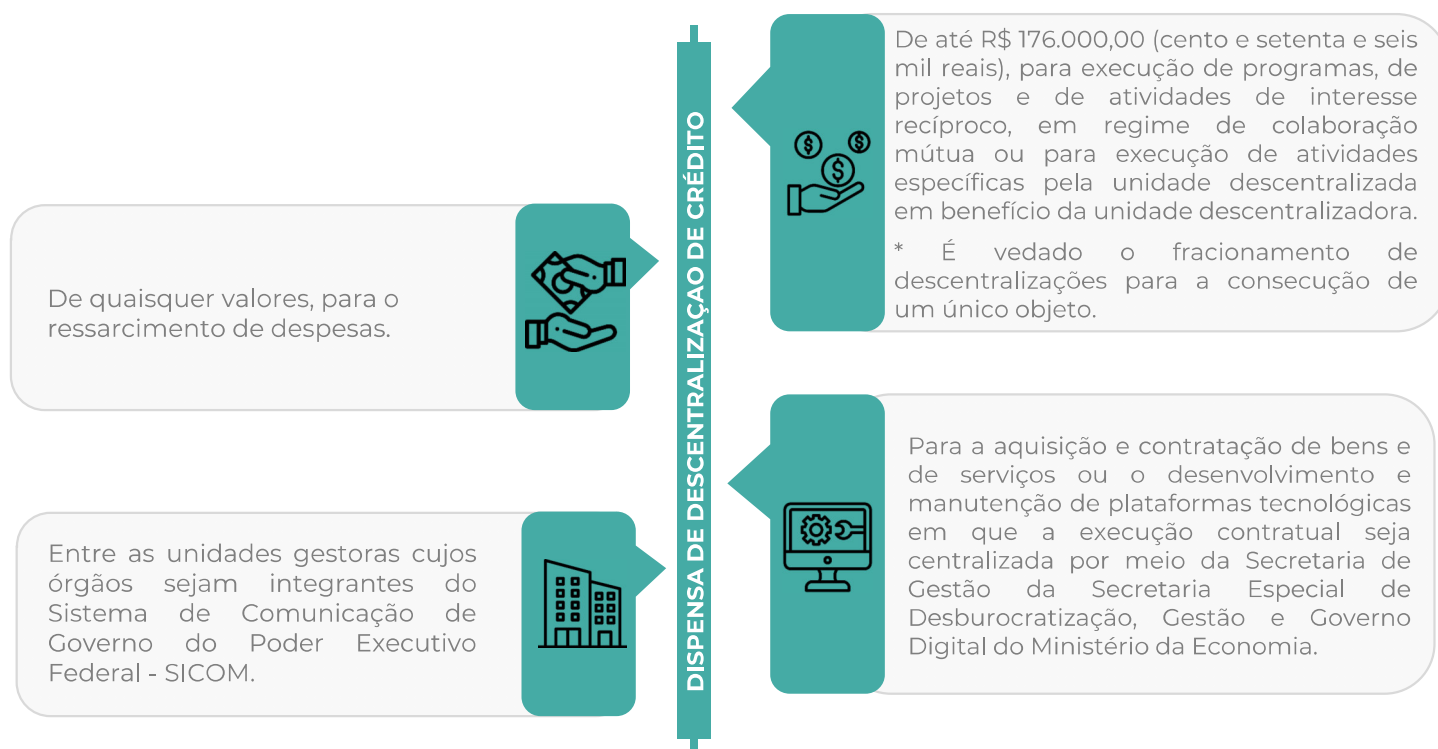 De até R$ 176.000,00 (cento e setenta e seis
mil reais), para execução de programas, de
projetos e de atividades de interesse
recíproco, em regime de colaboração
mútua ou para execução de atividades
específicas pela unidade descentralizada
em benefício da unidade descentralizadora.
* É vedado o fracionamento de
descentralizações para a consecução de
um único objeto.
De quaisquer valores, para o
ressarcimento de despesas.
DISPENSA DE DESCENTRALIZAÇAO DE CRÉDITO
Para a aquisição e contratação de bens e
de serviços ou o desenvolvimento e
manutenção de plataformas tecnológicas
em que a execução contratual seja
centralizada por meio da Secretaria de
Gestão da Secretaria Especial de
Desburocratização, Gestão e Governo
Digital do Ministério da Economia.
Entre as unidades gestoras cujos
órgãos sejam integrantes do
Sistema de Comunicação de
Governo do Poder Executivo
Federal - SICOM.